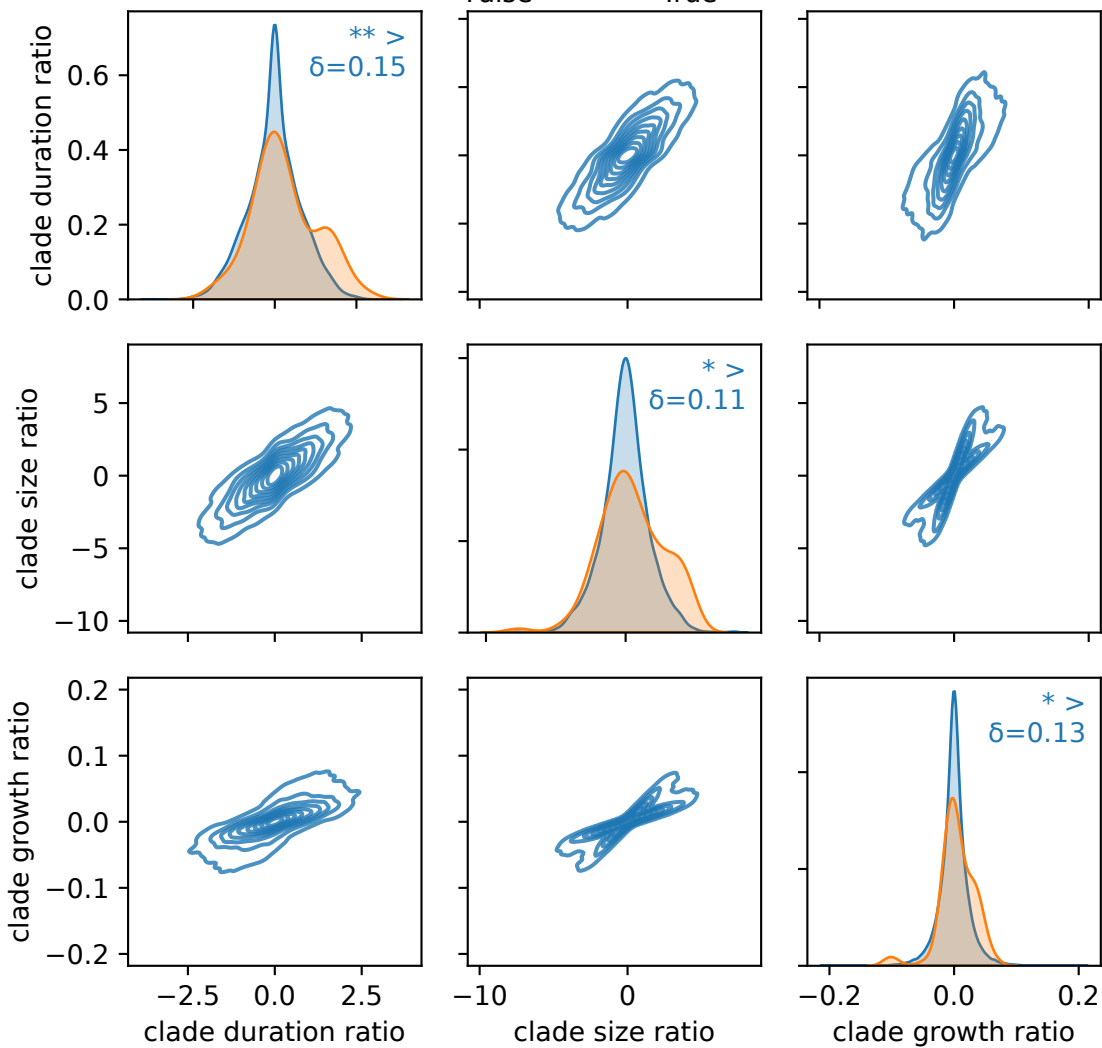 False True
** >
δ=0.15
clade duration ratio
0.6
0.4
0.2
0.0
* >
δ=0.11
clade size ratio
5
0
−5
−10
* >
δ=0.13
clade growth ratio
0.2
0.1
0.0
−0.1
−0.2
−2.5 0.0 2.5 −10 0 −0.2 0.0 0.2
clade duration ratio clade size ratio clade growth ratio